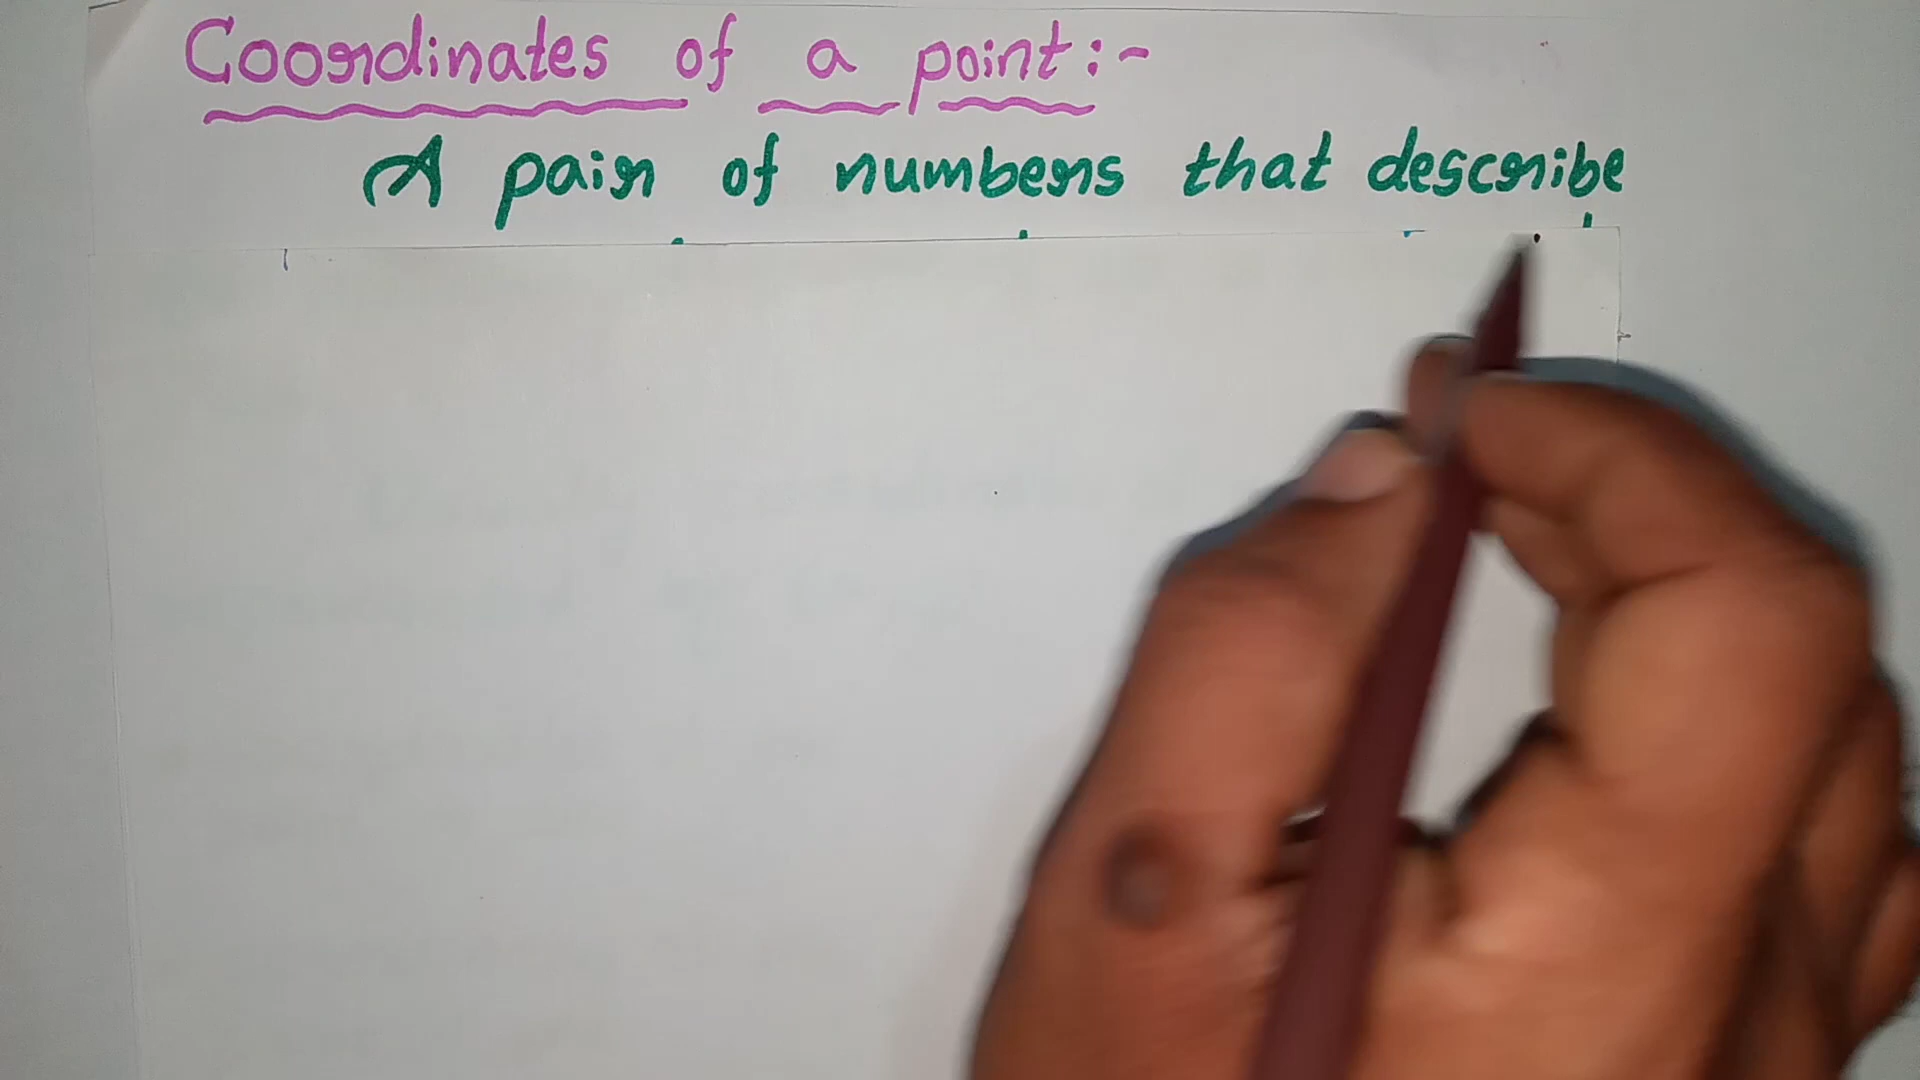 Coordinates of a point:-
A pair of numbers that describe